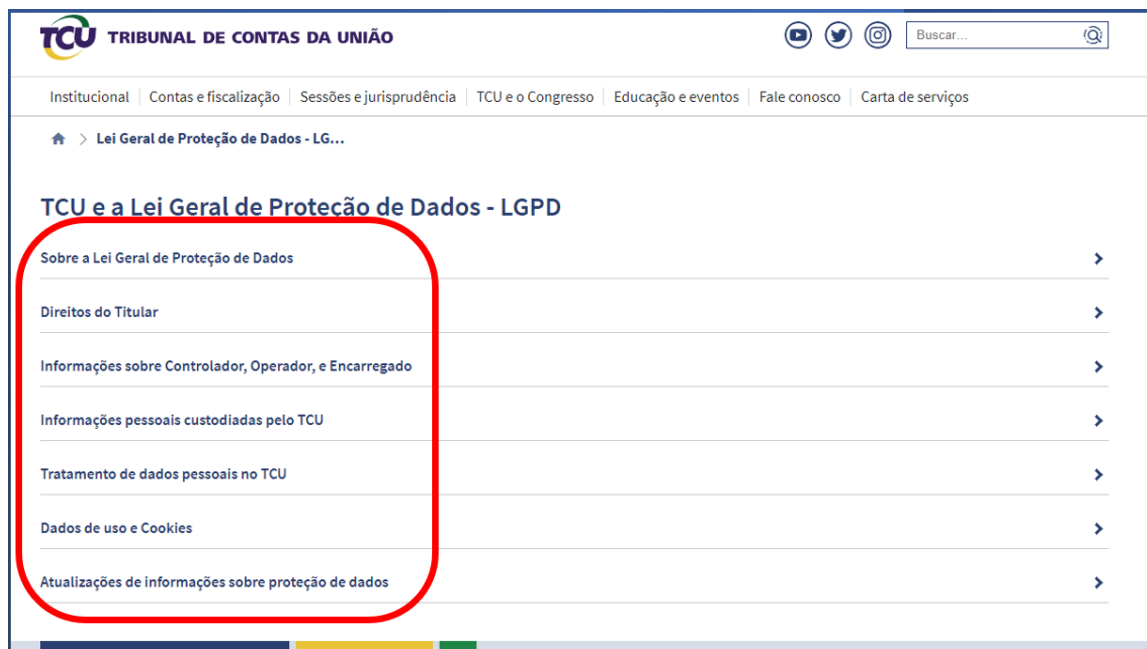 TCU TRIBUNAL DE CONTAS DA UNIÃO
Buscar...
Institucional Contas e fiscalização Sessões e jurisprudência TCU e o Congresso Educação e eventos Fale conosco Carta de serviços
Lei Geral de Proteção de Dados - LG...
TCU e a Lei Geral de Proteção de Dados - LGPD
Sobre a Lei Geral de Proteção de Dados
Direitos do Titular
Informações sobre Controlador, Operador, e Encarregado
Informações pessoais custodiadas pelo TCU
Tratamento de dados pessoais no TCU
Dados de uso e Cookies
Atualizações de informações sobre proteção de dados